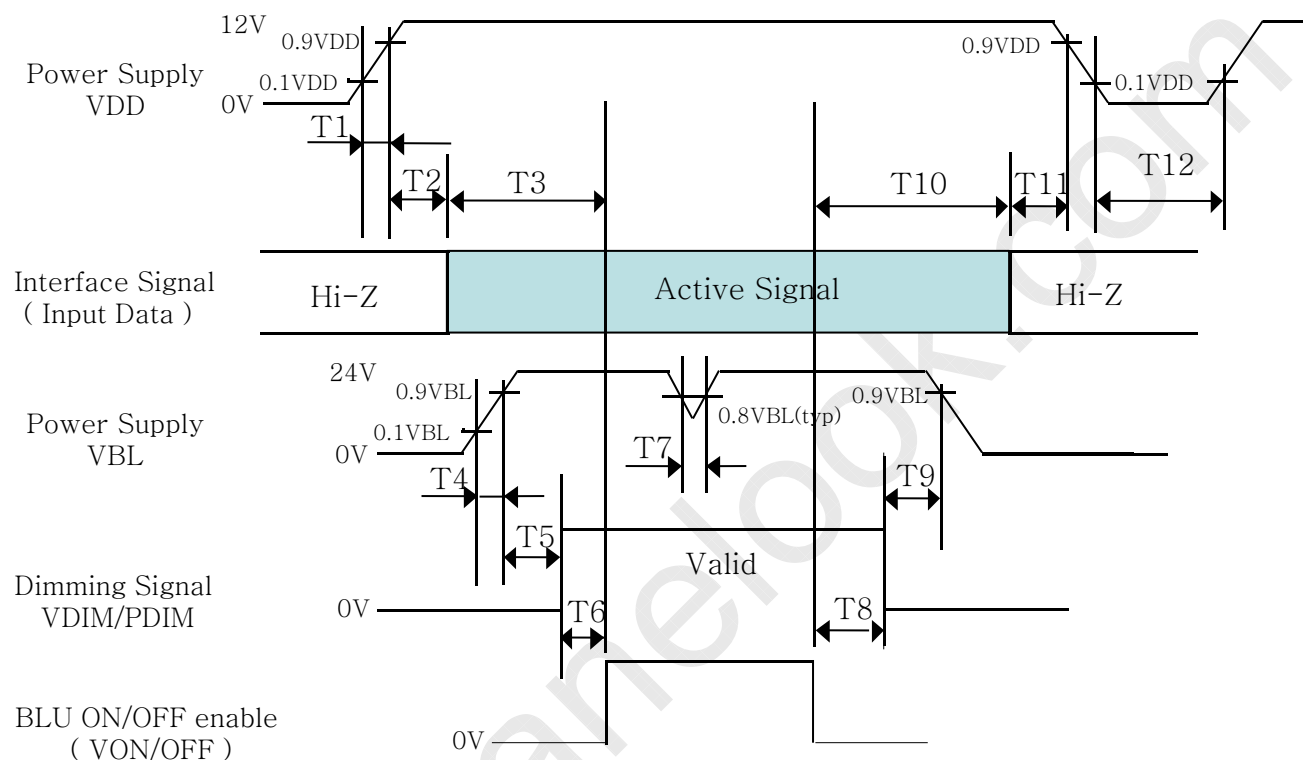 12V
0.9VDD
0.9VDD
Power Supply
VDD
0.1VDD
0.1VDD
0V
T1
T2
T3
T10
T11
T12
Interface Signal
( Input Data )
Hi-Z
Active Signal
Hi-Z
24V
0.9VBL
0.9VBL
0.8VBL(typ)
Power Supply
VBL
0.1VBL
0V
T7
T4
T9
T5
Valid
Dimming Signal
VDIM/PDIM
0V
T6
T8
BLU ON/OFF enable
( VON/OFF )
0V
anelook.com